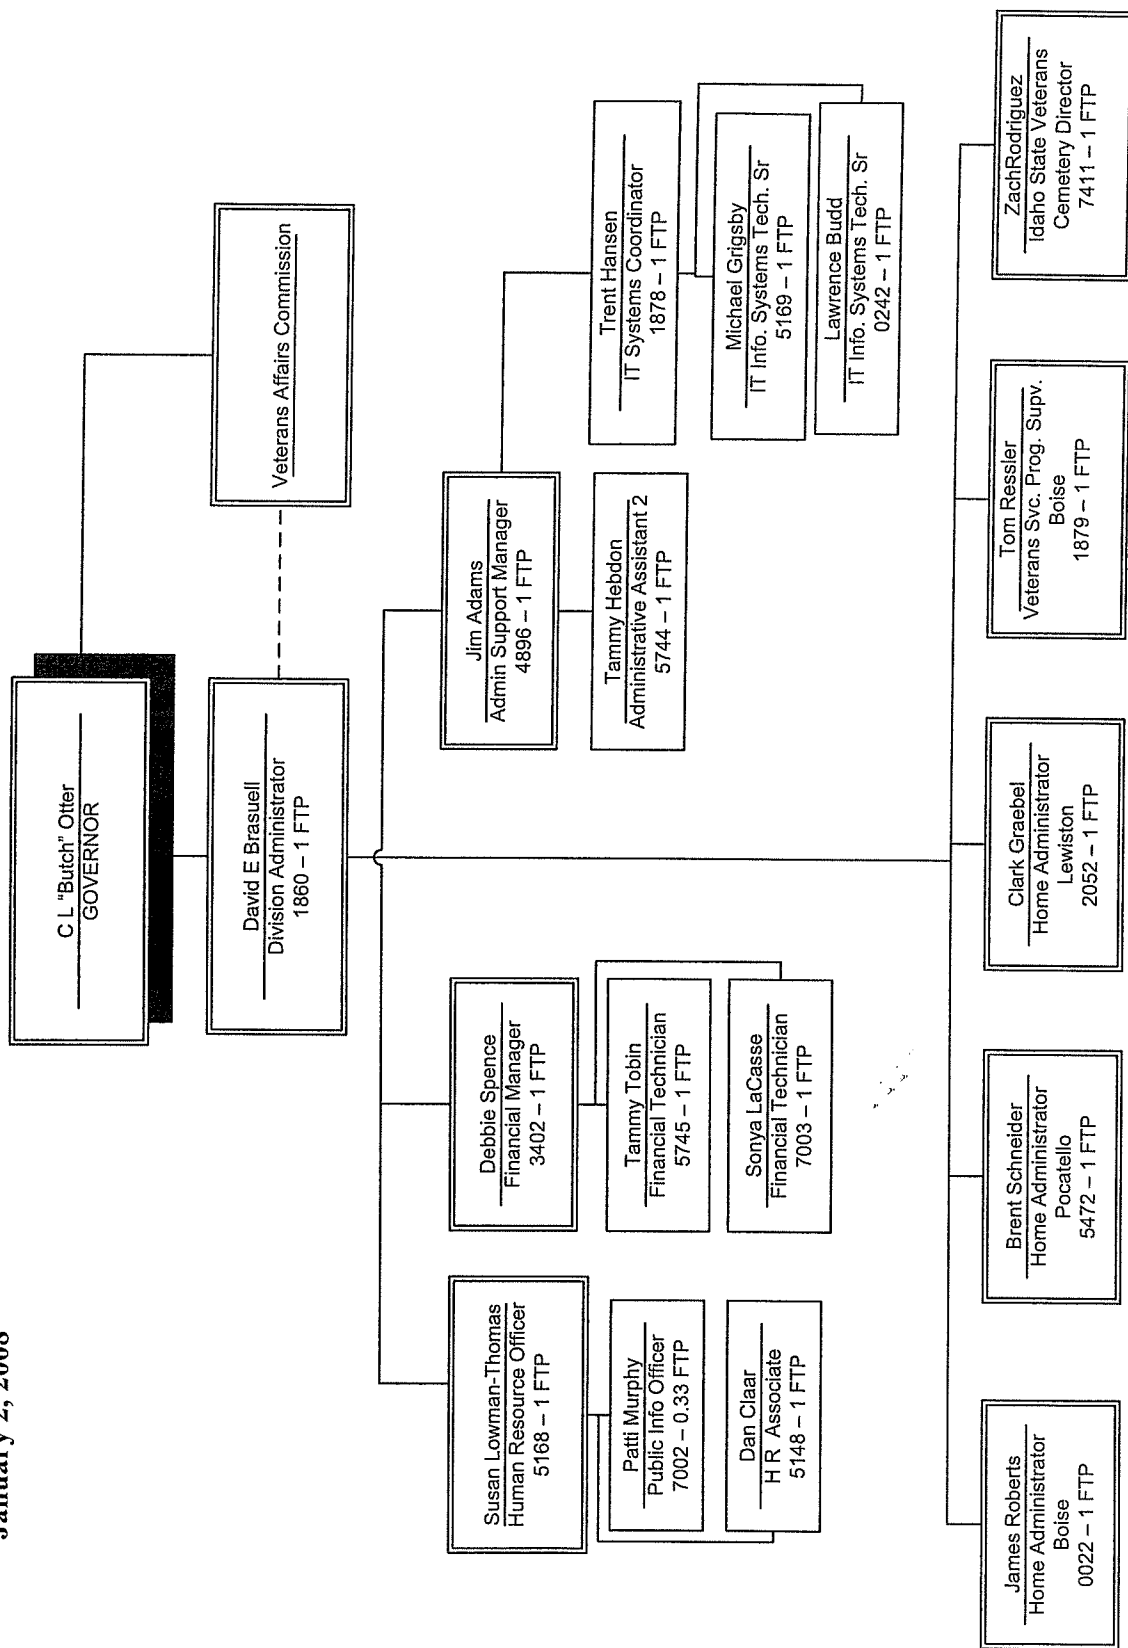 January 2, 2008
C L "Butch" Otter
GOVERNOR
Veterans Affairs Commission
David E Brasuell
Division Administrator
1860 – 1 FTP
Susan Lowman-Thomas
Human Resource Officer
5168 – 1 FTP
Debbie Spence
Financial Manager
3402 – 1 FTP
Jim Adams
Admin Support Manager
4896 – 1 FTP
Patti Murphy
Public Info Officer
7002 – 0.33 FTP
Tammy Tobin
Financial Technician
5745 – 1 FTP
Tammy Hebdon
Administrative Assistant 2
5744 – 1 FTP
Trent Hansen
IT Systems Coordinator
1878 – 1 FTP
Dan Claar
H R Associate
5148 – 1 FTP
Sonya LaCasse
Financial Technician
7003 – 1 FTP
Michael Grigsby
IT Info. Systems Tech. Sr
5169 – 1 FTP
Lawrence Budd
IT Info. Systems Tech. Sr
0242 – 1 FTP
James Roberts
Home Administrator
Boise
0022 – 1 FTP
Brent Schneider
Home Administrator
Pocatello
5472 – 1 FTP
Clark Graebel
Home Administrator
Lewiston
2052 – 1 FTP
Tom Ressler
Veterans Svc. Prog. Supv.
Boise
1879 – 1 FTP
ZachRodriguez
Idaho State Veterans
Cemetery Director
7411 – 1 FTP